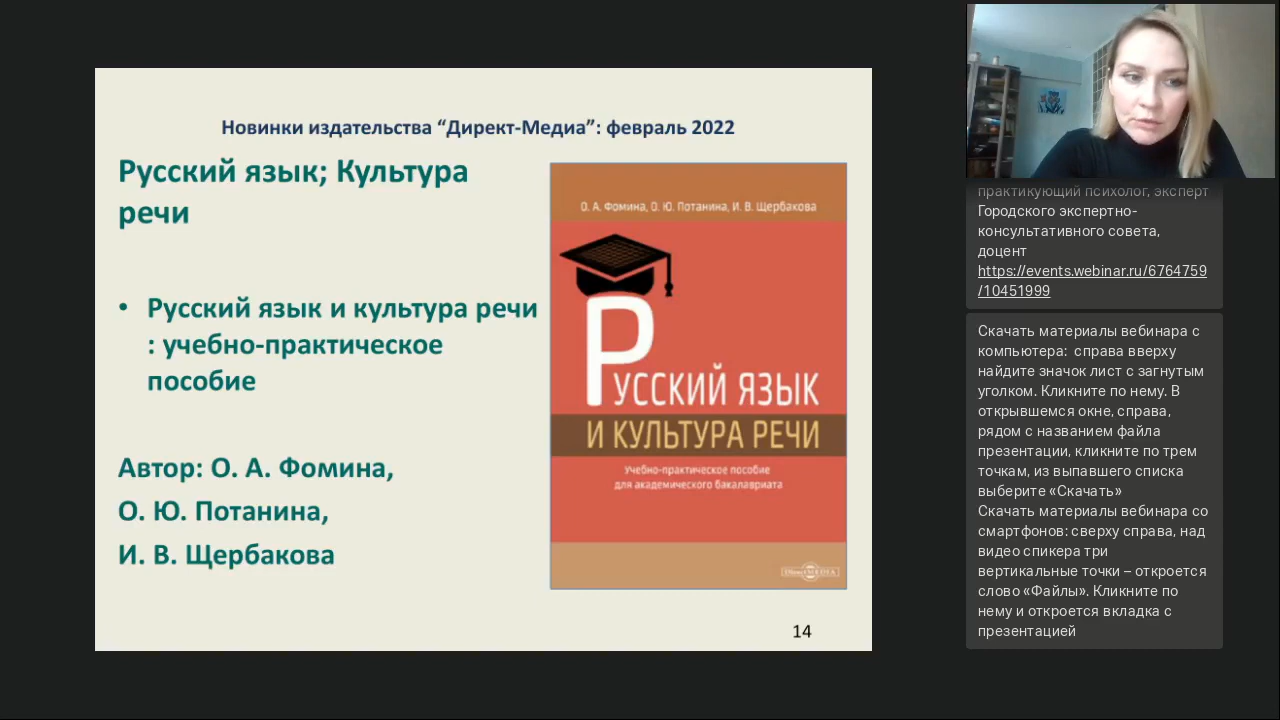 Новинки издательства “Директ-Медиа”: февраль 2022
Русский язык; Культура
речи
• Русский язык и культура речи
: учебно-практическое
пособие
Автор: О. А. Фомина,
О. Ю. Потанина,
И. В. Щербакова
О. А. Фомина, О. Ю. Потанина, И. В. Щербакова
Русский язык
и культура речи
Учебно-практическое пособие
для академического бакалавриата
DirectMEDIA
14
практикующий психолог, эксперт
Городского экспертно-
консультативного совета,
доцент
https://events.webinar.ru/6764759
/10451999
Скачать материалы вебинара с
компьютера: справа вверху
найдите значок лист с загнутым
уголком. Кликните по нему. В
открывшемся окне, справа,
рядом с названием файла
презентации, кликните по трем
точкам, из выпавшего списка
выберите «Скачать»
Скачать материалы вебинара со
смартфонов: сверху справа, над
видео спикера три
вертикальные точки – откроется
слово «Файлы». Кликните по
нему и откроется вкладка с
презентацией